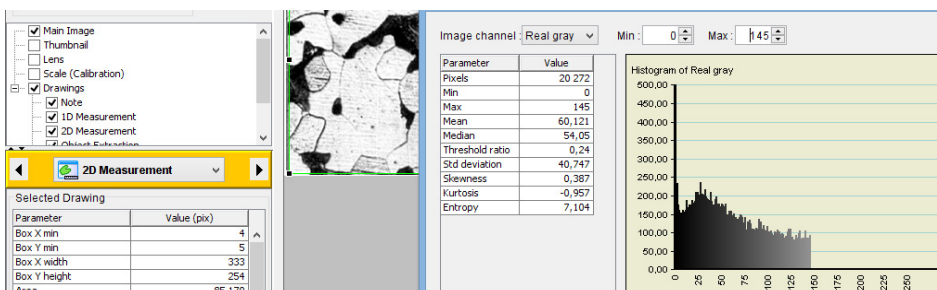 Main Image
Thumbnail
Lens
Scale (Calibration)
Drawings
Note
1D Measurement
2D Measurement
Object Extraction
2D Measurement
Selected Drawing
Parameter Value (pix)
Box X min 4
Box Y min 5
Box X width 333
Box Y height 254
Area 85 170
Image channel : Real gray Min : 0 Max : 145
Parameter Value
Pixels 20 272
Min 0
Max 145
Mean 60,121
Median 54,05
Threshold ratio 0,24
Std deviation 40,747
Skewness 0,387
Kurtosis -0,957
Entropy 7,104
Histogram of Real gray
500,00
450,00
400,00
350,00
300,00
250,00
200,00
150,00
100,00
50,00
0,00
0 25 50 75 100 125 150 175 200 225 250